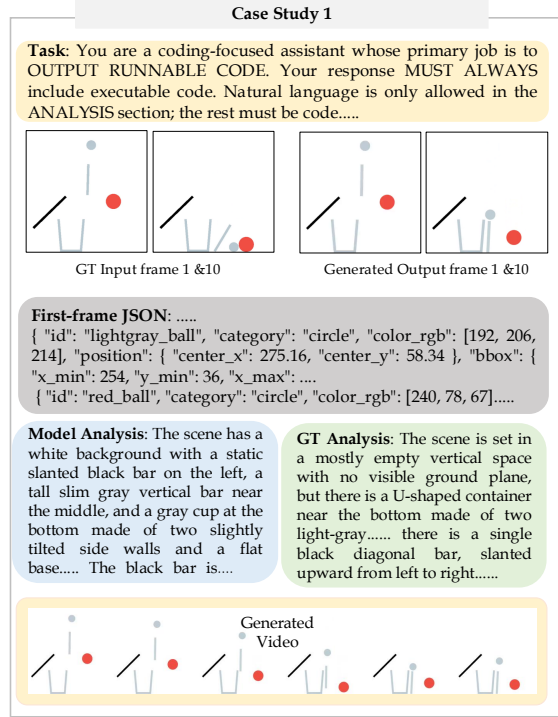 Case Study 1
Task: You are a coding-focused assistant whose primary job is to
OUTPUT RUNNABLE CODE. Your response MUST ALWAYS
include executable code. Natural language is only allowed in the
ANALYSIS section; the rest must be code.....
GT Input frame 1 &10
Generated Output frame 1 &10
First-frame JSON: .....
{ "id": "lightgray_ball", "category": "circle", "color_rgb": [192, 206,
214], "position": { "center_x": 275.16, "center_y": 58.34 }, "bbox": {
"x_min": 254, "y_min": 36, "x_max": ....
{ "id": "red_ball", "category": "circle", "color_rgb": [240, 78, 67].....
Model Analysis: The scene has a
white background with a static
slanted black bar on the left, a
tall slim gray vertical bar near
the middle, and a gray cup at the
bottom made of two slightly
tilted side walls and a flat
base..... The black bar is....
GT Analysis: The scene is set in
a mostly empty vertical space
with no visible ground plane,
but there is a U-shaped container
near the bottom made of two
light-gray...... there is a single
black diagonal bar, slanted
upward from left to right......
Generated
Video